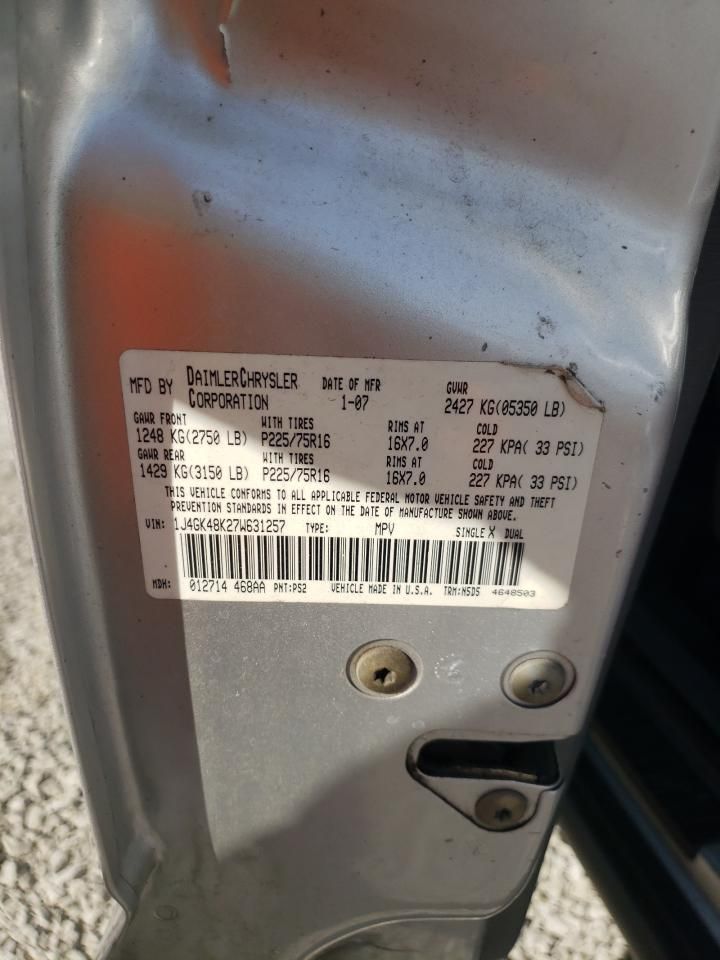 MFD BY DAIMLERCHRYSLER CORPORATION DATE OF MFR 1-07 GVWR 2427 KG(05350 LB)
GAWR FRONT WITH TIRES RIMS AT COLD
1248 KG(2750 LB) P225/75R16 16X7.0 227 KPA( 33 PSI)
GAWR REAR WITH TIRES RIMS AT COLD
1429 KG(3150 LB) P225/75R16 16X7.0 227 KPA( 33 PSI)
THIS VEHICLE CONFORMS TO ALL APPLICABLE FEDERAL MOTOR VEHICLE SAFETY AND THEFT
PREVENTION STANDARDS IN EFFECT ON THE DATE OF MANUFACTURE SHOWN ABOVE.
VIN: 1J4GK48K27W631257 TYPE: MPV SINGLE X DUAL
MDH: 012714 468AA PNT:PS2 VEHICLE MADE IN U.S.A. TRM:N5D5 4648503